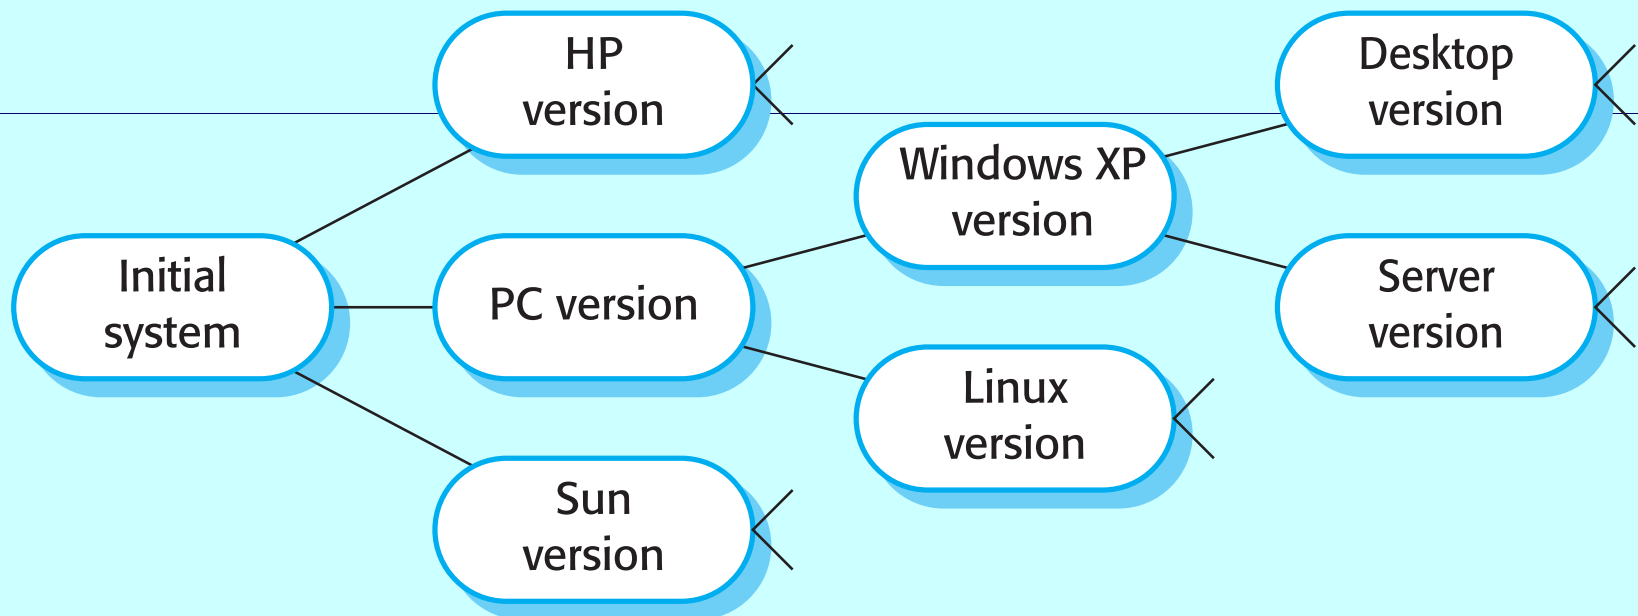 HP
version
Desktop
version
Windows XP
version
Initial
system
PC version
Server
version
Linux
version
Sun
version